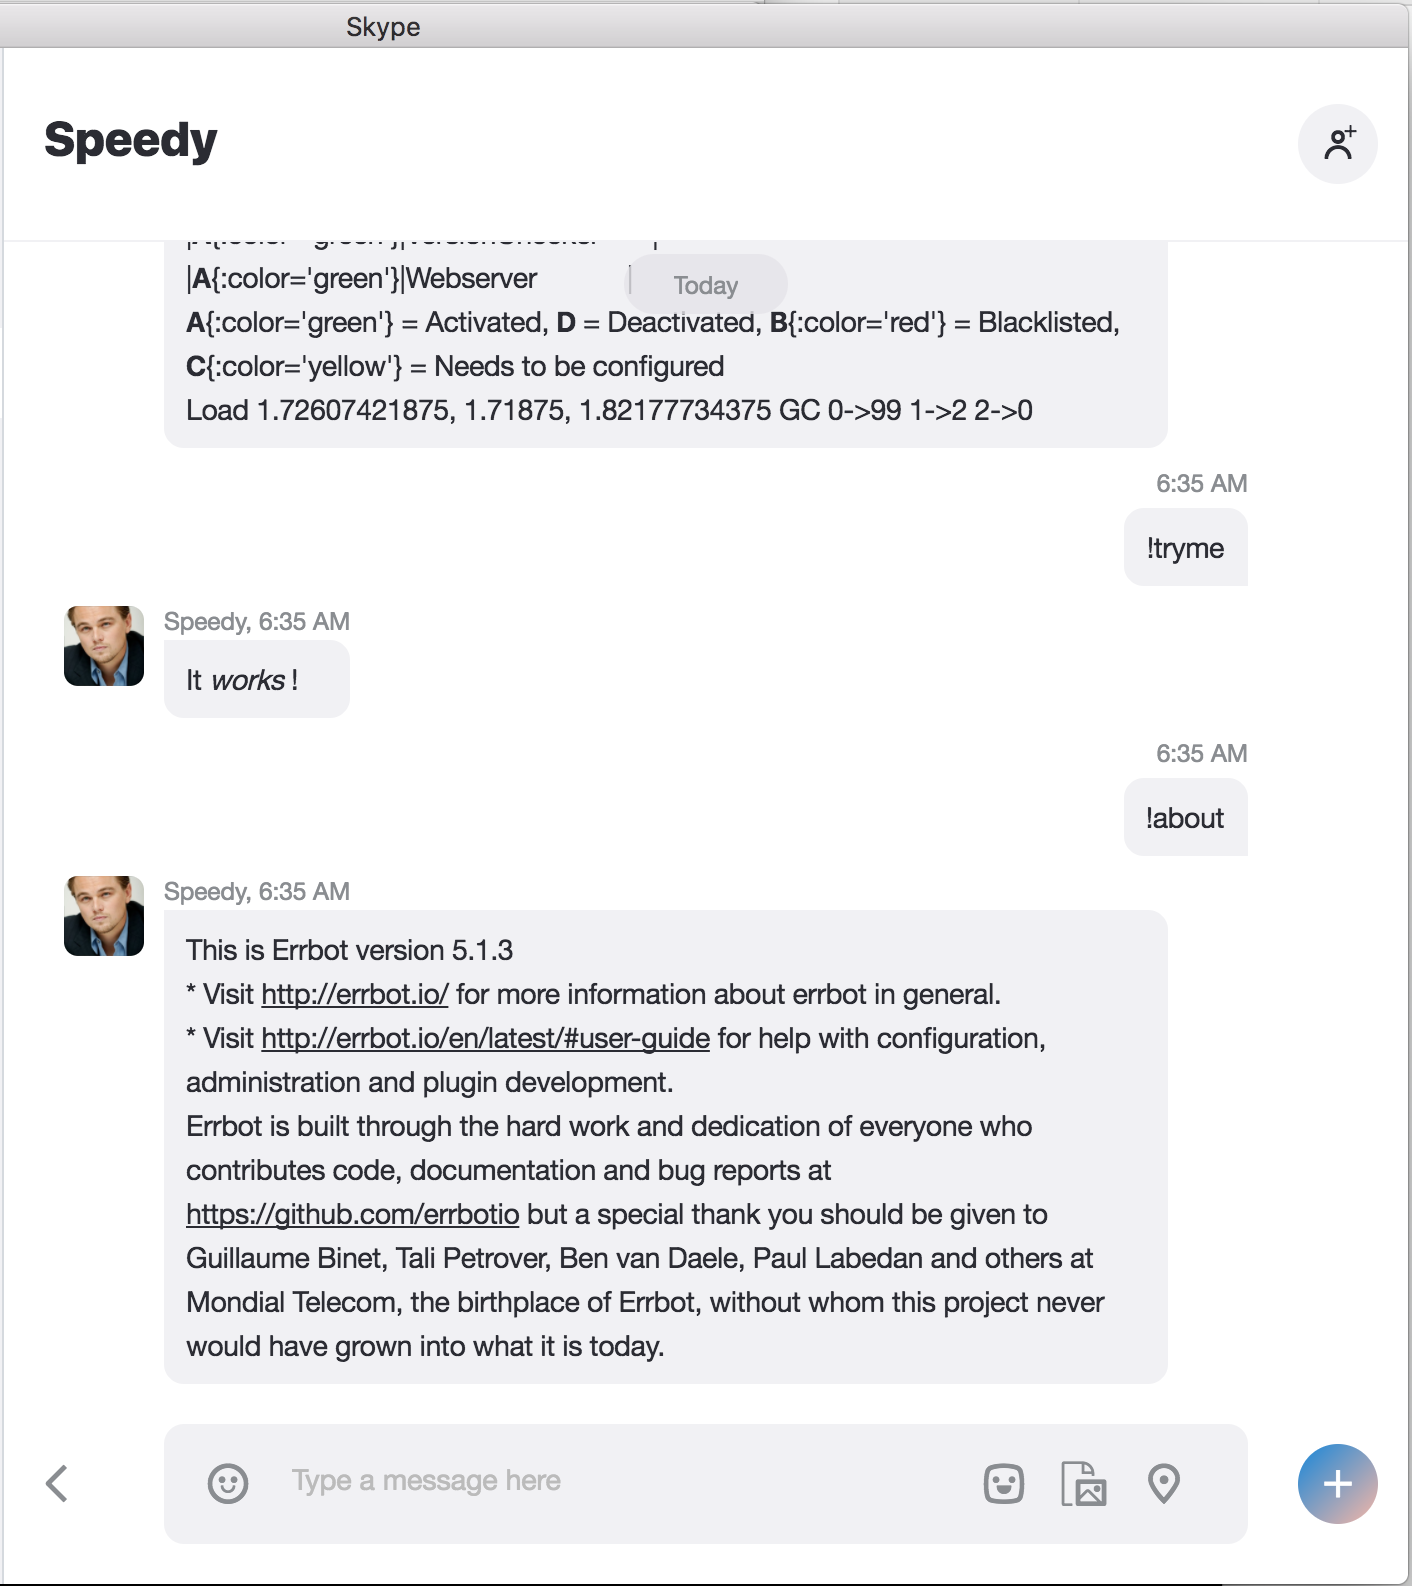 Skype
Speedy
|A{:color='green'}|VersionChecker |
|A{:color='green'}|Webserver |
Today
A{:color='green'} = Activated, D = Deactivated, B{:color='red'} = Blacklisted,
C{:color='yellow'} = Needs to be configured
Load 1.72607421875, 1.71875, 1.82177734375 GC 0->99 1->2 2->0
6:35 AM
!tryme
Speedy, 6:35 AM
It works !
6:35 AM
!about
Speedy, 6:35 AM
This is Errbot version 5.1.3
* Visit http://errbot.io/ for more information about errbot in general.
* Visit http://errbot.io/en/latest/#user-guide for help with configuration,
administration and plugin development.
Errbot is built through the hard work and dedication of everyone who
contributes code, documentation and bug reports at
https://github.com/errbotio but a special thank you should be given to
Guillaume Binet, Tali Petrover, Ben van Daele, Paul Labedan and others at
Mondial Telecom, the birthplace of Errbot, without whom this project never
would have grown into what it is today.
Type a message here